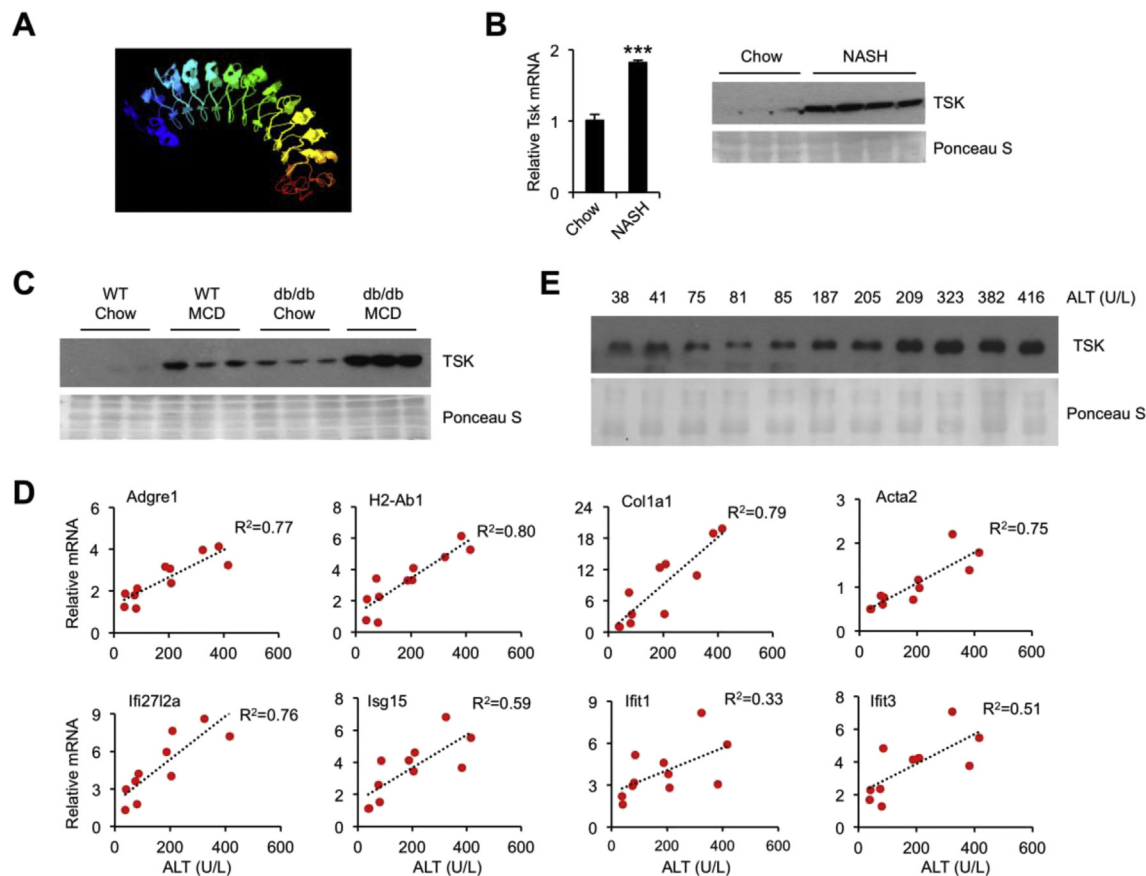 A
B
Relative Tsk mRNA
2
***
1
0
Chow
NASH
Chow NASH
TSK
Ponceau S
C
WT Chow
WT MCD
db/db Chow
db/db MCD
TSK
Ponceau S
E
38 41 75 81 85 187 205 209 323 382 416 ALT (U/L)
TSK
Ponceau S
D
Adgre1
Relative mRNA
6
4
2
0
R²=0.77
0 200 400 600
H2-Ab1
8
6
4
2
0
R²=0.80
0 200 400 600
Col1a1
24
18
12
6
0
R²=0.79
0 200 400 600
Acta2
3
2
1
0
R²=0.75
0 200 400 600
Ifi27l2a
Relative mRNA
9
6
3
0
R²=0.76
0 200 400 600
ALT (U/L)
Isg15
8
6
4
2
0
R²=0.59
0 200 400 600
ALT (U/L)
Ifit1
9
6
3
0
R²=0.33
0 200 400 600
ALT (U/L)
Ifit3
8
6
4
2
0
R²=0.51
0 200 400 600
ALT (U/L)